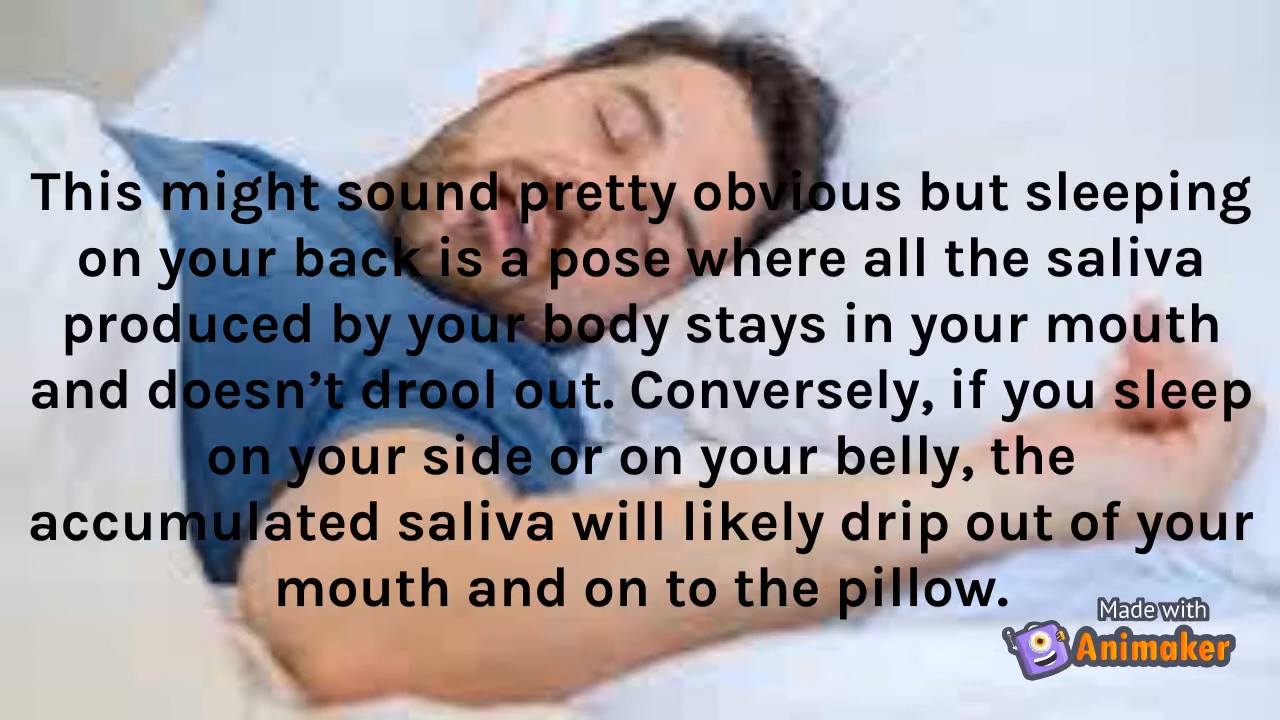 This might sound pretty obvious but sleeping
on your back is a pose where all the saliva
produced by your body stays in your mouth
and doesn’t drool out. Conversely, if you sleep
on your side or on your belly, the
accumulated saliva will likely drip out of your
mouth and on to the pillow.
Made with
Animaker